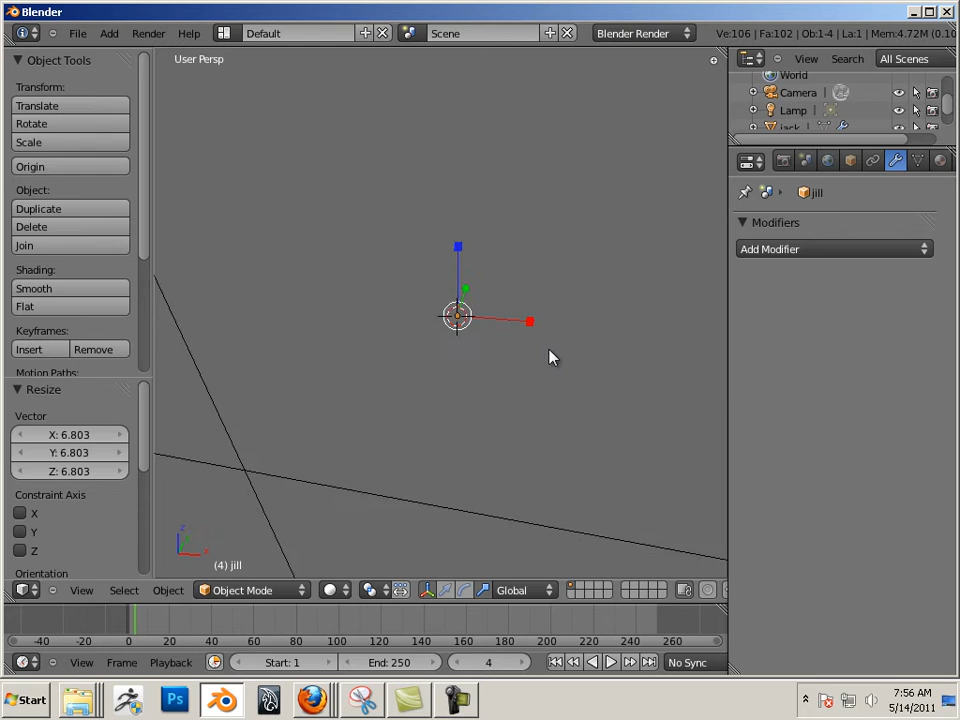 Blender
File Add Render Help Default Scene Blender Render Ve:106 | Fa:102 | Ob:1-4 | La:1 | Mem:4.72M (0.10
Object Tools
Transform:
Translate
Rotate
Scale
Origin
Object:
Duplicate
Delete
Join
Shading:
Smooth
Flat
Keyframes:
Insert Remove
Motion Paths:
Resize
Vector
X: 6.803
Y: 6.803
Z: 6.803
Constraint Axis
X
Y
Z
Orientation
User Persp
z
x
(4) jill
View Search All Scenes
World
Camera
Lamp
jack
jill
Modifiers
Add Modifier
View Select Object Object Mode Global
-40 -20 0 20 40 60 80 100 120 140 160 180 200 220 240 260
View Frame Playback Start: 1 End: 250 4 No Sync
Start Ps 7:56 AM
5/14/2011